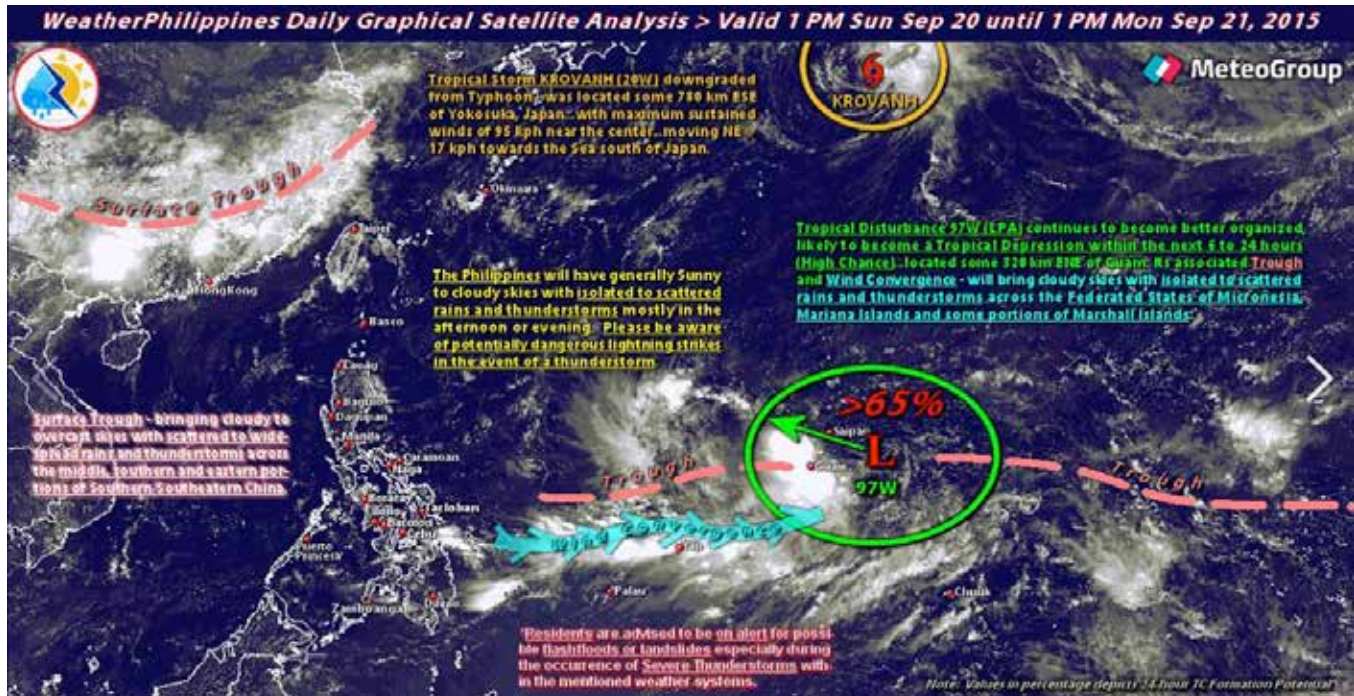 WeatherPhilippines Daily Graphical Satellite Analysis > Valid 1 PM Sun Sep 20 until 1 PM Mon Sep 21, 2015
MeteoGroup
KROVANH
Tropical Storm KROVANH (20W) downgraded
from Typhoon...was located some 780 km ESE
of Yokosuka, Japan...with maximum sustained
winds of 95 kph near the center...moving NE
17 kph towards the Sea south of Japan.
Surface Trough
Okinawa
Taipei
HongKong
Basco
Tropical Disturbance 97W (LPA) continues to become better organized,
likely to become a Tropical Depression within the next 6 to 24 hours
(High Chance)...located some 320 km ENE of Guam. Its associated Trough
and Wind Convergence - will bring cloudy skies with isolated to scattered
rains and thunderstorms across the Federated States of Micronesia,
Mariana Islands and some portions of Marshall Islands.
The Philippines will have generally Sunny
to cloudy skies with isolated to scattered
rains and thunderstorms mostly in the
afternoon or evening. Please be aware
of potentially dangerous lightning strikes
in the event of a thunderstorm.
Laoag
Baguio
Dagupan
Manila
Caramoan
Naga
Boracay
Iloilo
Tacloban
Bacolod
Cebu
Puerto
Princesa
Zamboanga
Davao
Surface Trough - bringing cloudy to
overcast skies with scattered to wide-
spread rains and thunderstorms across
the middle, southern and eastern por-
tions of Southern/Southeatern China.
>65%
Saipan
L
Guam
97W
Trough
Trough
Wind Convergence
Yap
Palau
Chuuk
*Residents are advised to be on alert for possi-
ble flashfloods or landslides especially during
the occurrence of Severe Thunderstorms with-
in the mentioned weather systems.
Note: Values in percentage depicts 24-hour TC Formation Potential